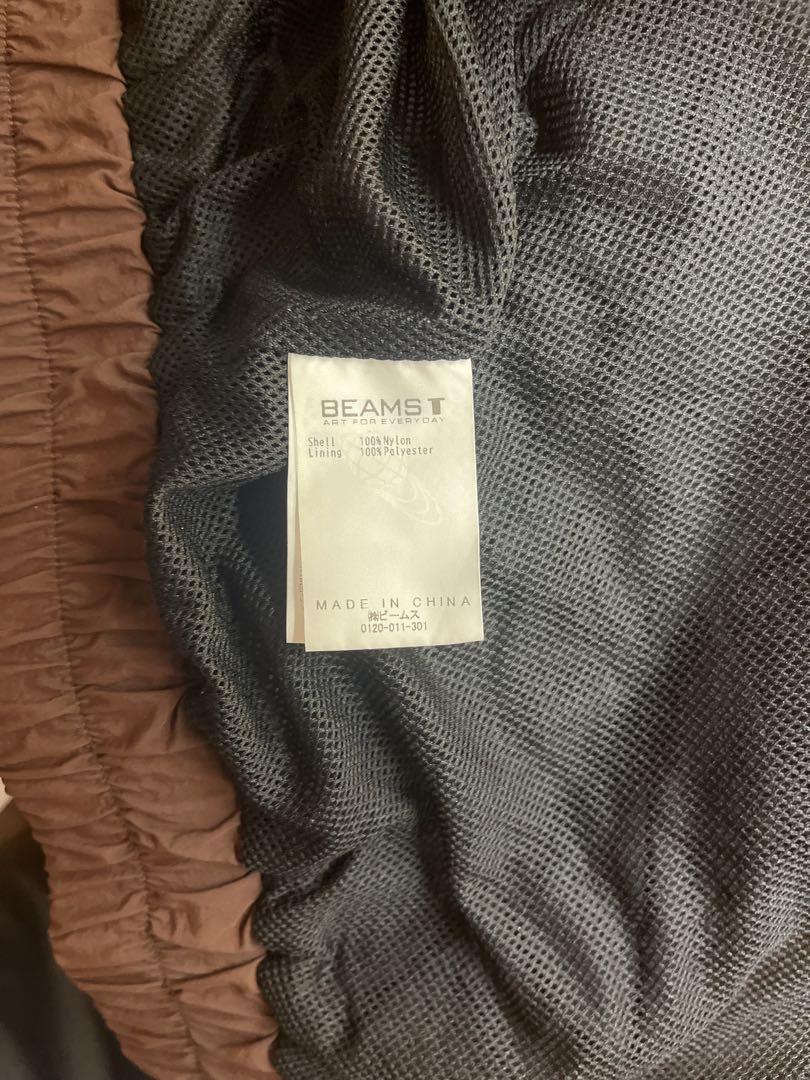 BEAMS T
ART FOR EVERYDAY
Shell 100%Nylon
Lining 100%Polyester
MADE IN CHINA
㈱ビームス
0120-011-301